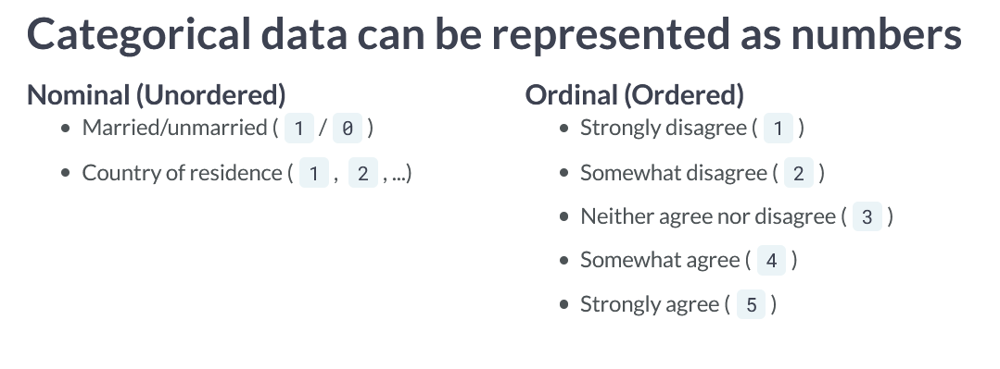 Categorical data can be represented as numbers
Nominal (Unordered)
• Married/unmarried ( 1 / 0 )
• Country of residence ( 1 , 2 , ...)
Ordinal (Ordered)
• Strongly disagree ( 1 )
• Somewhat disagree ( 2 )
• Neither agree nor disagree ( 3 )
• Somewhat agree ( 4 )
• Strongly agree ( 5 )